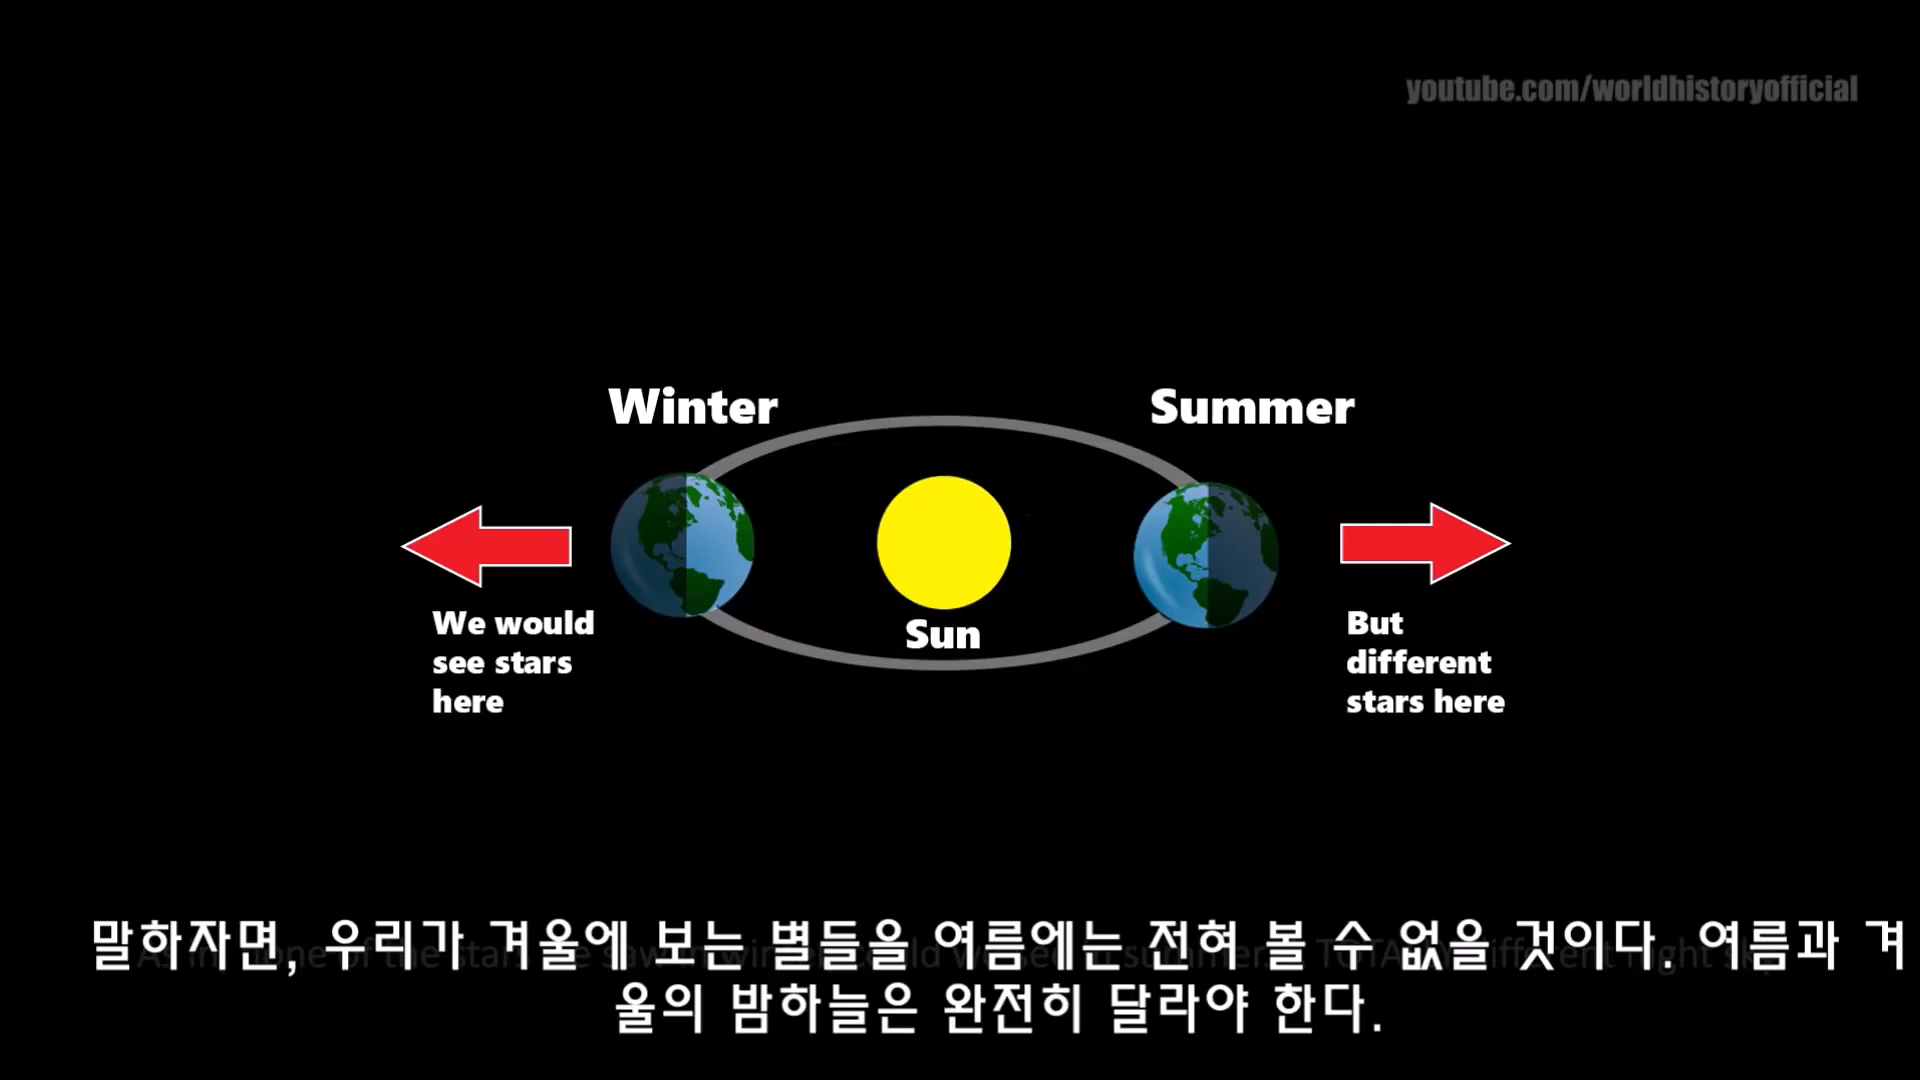 youtube.com/worldhistoryofficial
Winter
Summer
We would
see stars
here
Sun
But
different
stars here
말하자면, 우리가 겨울에 보는 별들을 여름에는 전혀 볼 수 없을 것이다. 여름과 겨
울의 밤하늘은 완전히 달라야 한다.